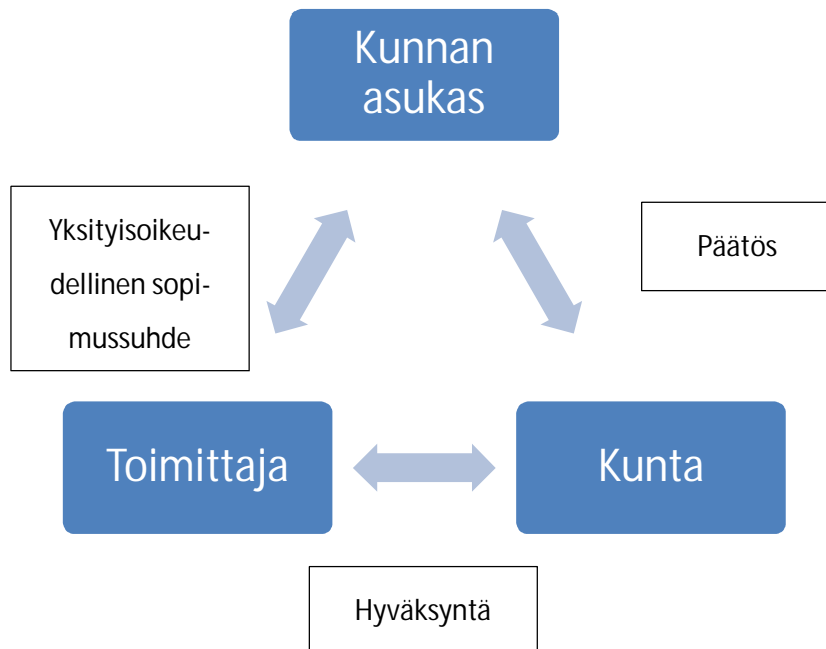 Kunnan
asukas
Yksityisoikeu-
dellinen sopi-
mussuhde
Päätös
Toimittaja
Kunta
Hyväksyntä